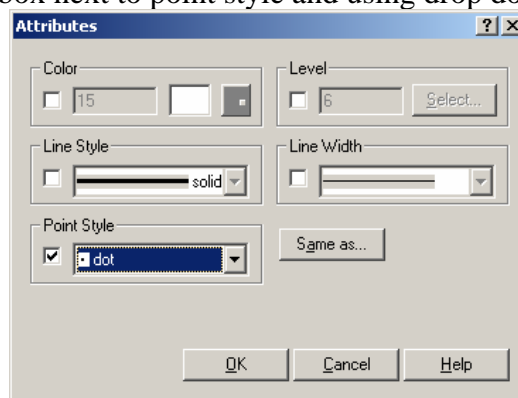 box next to point style and using drop do
Attributes
Color
15
Level
6
Select...
Line Style
solid
Line Width
Point Style
dot
Same as...
OK
Cancel
Help